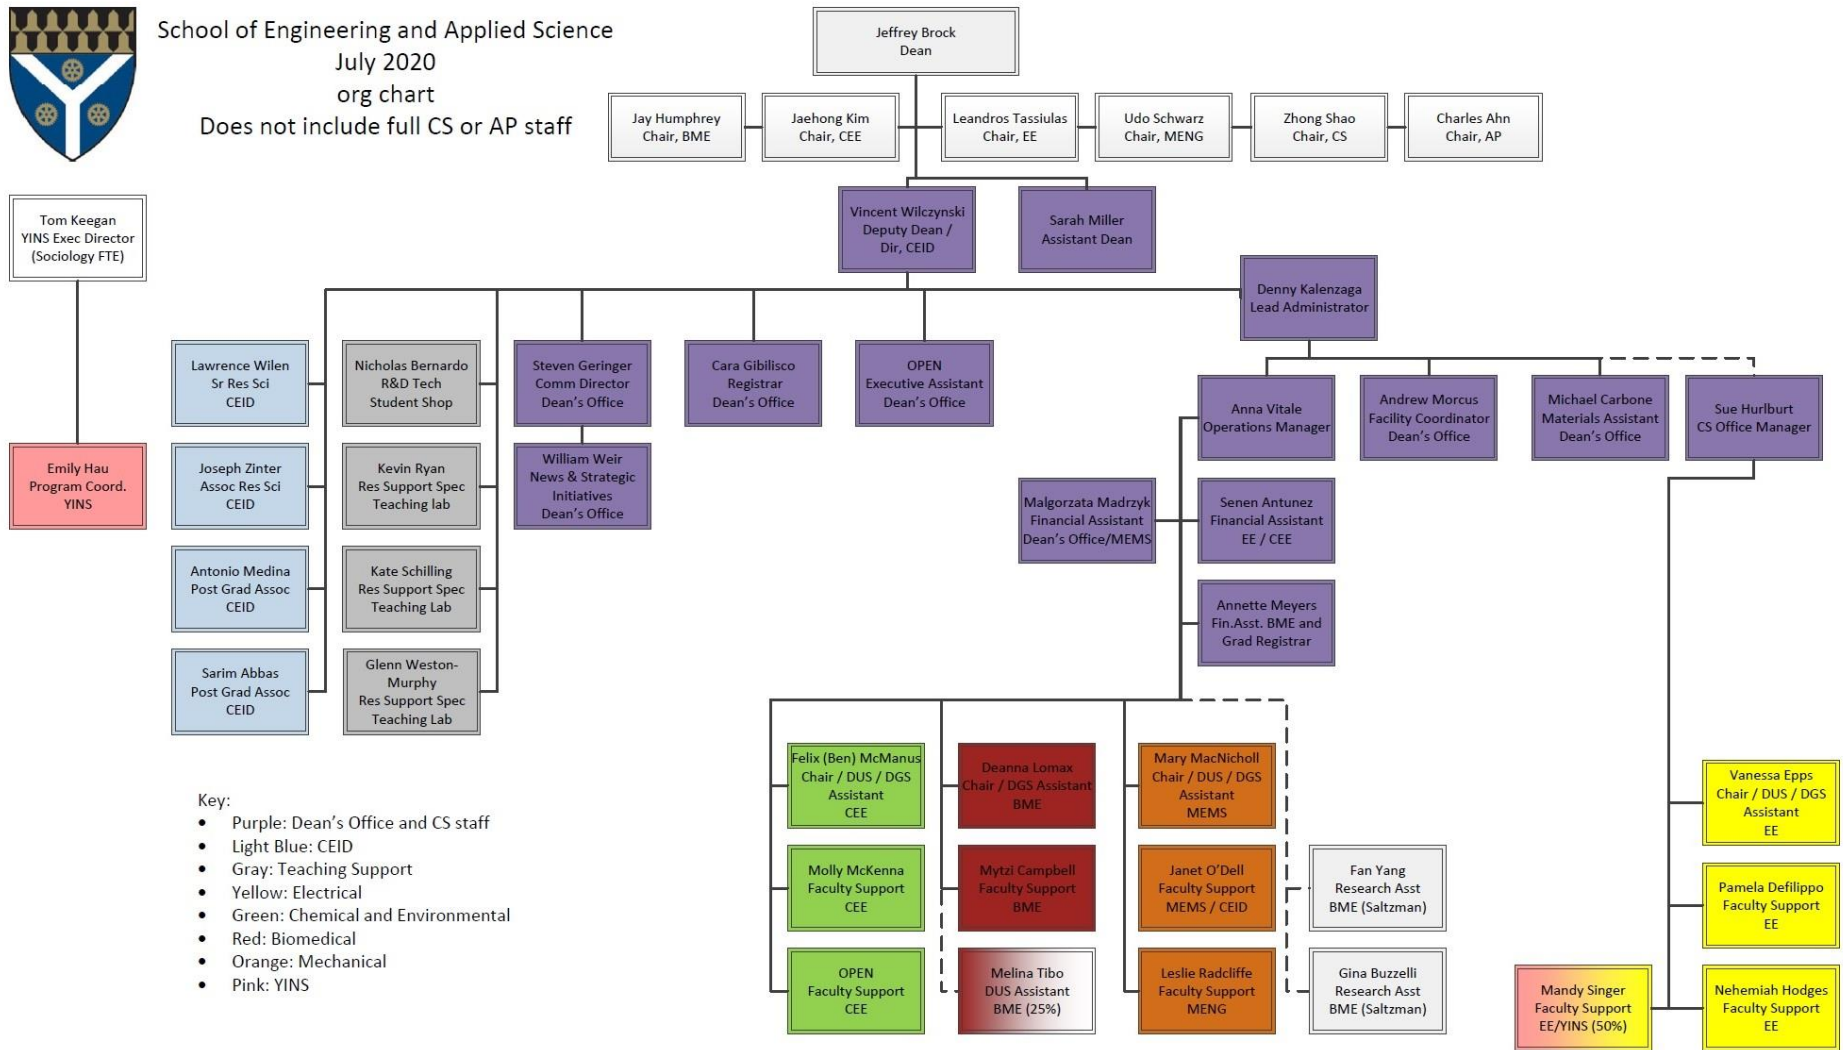 School of Engineering and Applied Science
July 2020
org chart
Does not include full CS or AP staff
Jeffrey Brock
Dean
Jay Humphrey
Chair, BME
Jaehong Kim
Chair, CEE
Leandros Tassiulas
Chair, EE
Udo Schwarz
Chair, MENG
Zhong Shao
Chair, CS
Charles Ahn
Chair, AP
Tom Keegan
YINS Exec Director
(Sociology FTE)
Vincent Wilczynski
Deputy Dean /
Dir, CEID
Sarah Miller
Assistant Dean
Denny Kalenzaga
Lead Administrator
Lawrence Wilen
Sr Res Sci
CEID
Nicholas Bernardo
R&D Tech
Student Shop
Steven Geringer
Comm Director
Dean's Office
Cara Gibilisco
Registrar
Dean's Office
OPEN
Executive Assistant
Dean's Office
Anna Vitale
Operations Manager
Andrew Morcus
Facility Coordinator
Dean's Office
Michael Carbone
Materials Assistant
Dean's Office
Sue Hurlburt
CS Office Manager
Emily Hau
Program Coord.
YINS
Joseph Zinter
Assoc Res Sci
CEID
Kevin Ryan
Res Support Spec
Teaching lab
William Weir
News & Strategic
Initiatives
Dean's Office
Malgorzata Madrzyk
Financial Assistant
Dean's Office/MEMS
Senen Antunez
Financial Assistant
EE / CEE
Antonio Medina
Post Grad Assoc
CEID
Kate Schilling
Res Support Spec
Teaching Lab
Annette Meyers
Fin.Asst. BME and
Grad Registrar
Sarim Abbas
Post Grad Assoc
CEID
Glenn Weston-
Murphy
Res Support Spec
Teaching Lab
Felix (Ben) McManus
Chair / DUS / DGS
Assistant
CEE
Deanna Lomax
Chair / DGS Assistant
BME
Mary MacNicholl
Chair / DUS / DGS
Assistant
MEMS
Vanessa Epps
Chair / DUS / DGS
Assistant
EE
Molly McKenna
Faculty Support
CEE
Mytzi Campbell
Faculty Support
BME
Janet O'Dell
Faculty Support
MEMS / CEID
Fan Yang
Research Asst
BME (Saltzman)
Pamela Defilippo
Faculty Support
EE
OPEN
Faculty Support
CEE
Melina Tibo
DUS Assistant
BME (25%)
Leslie Radcliffe
Faculty Support
MENG
Gina Buzzelli
Research Asst
BME (Saltzman)
Mandy Singer
Faculty Support
EE/YINS (50%)
Nehemiah Hodges
Faculty Support
EE
Key:
• Purple: Dean's Office and CS staff
• Light Blue: CEID
• Gray: Teaching Support
• Yellow: Electrical
• Green: Chemical and Environmental
• Red: Biomedical
• Orange: Mechanical
• Pink: YINS